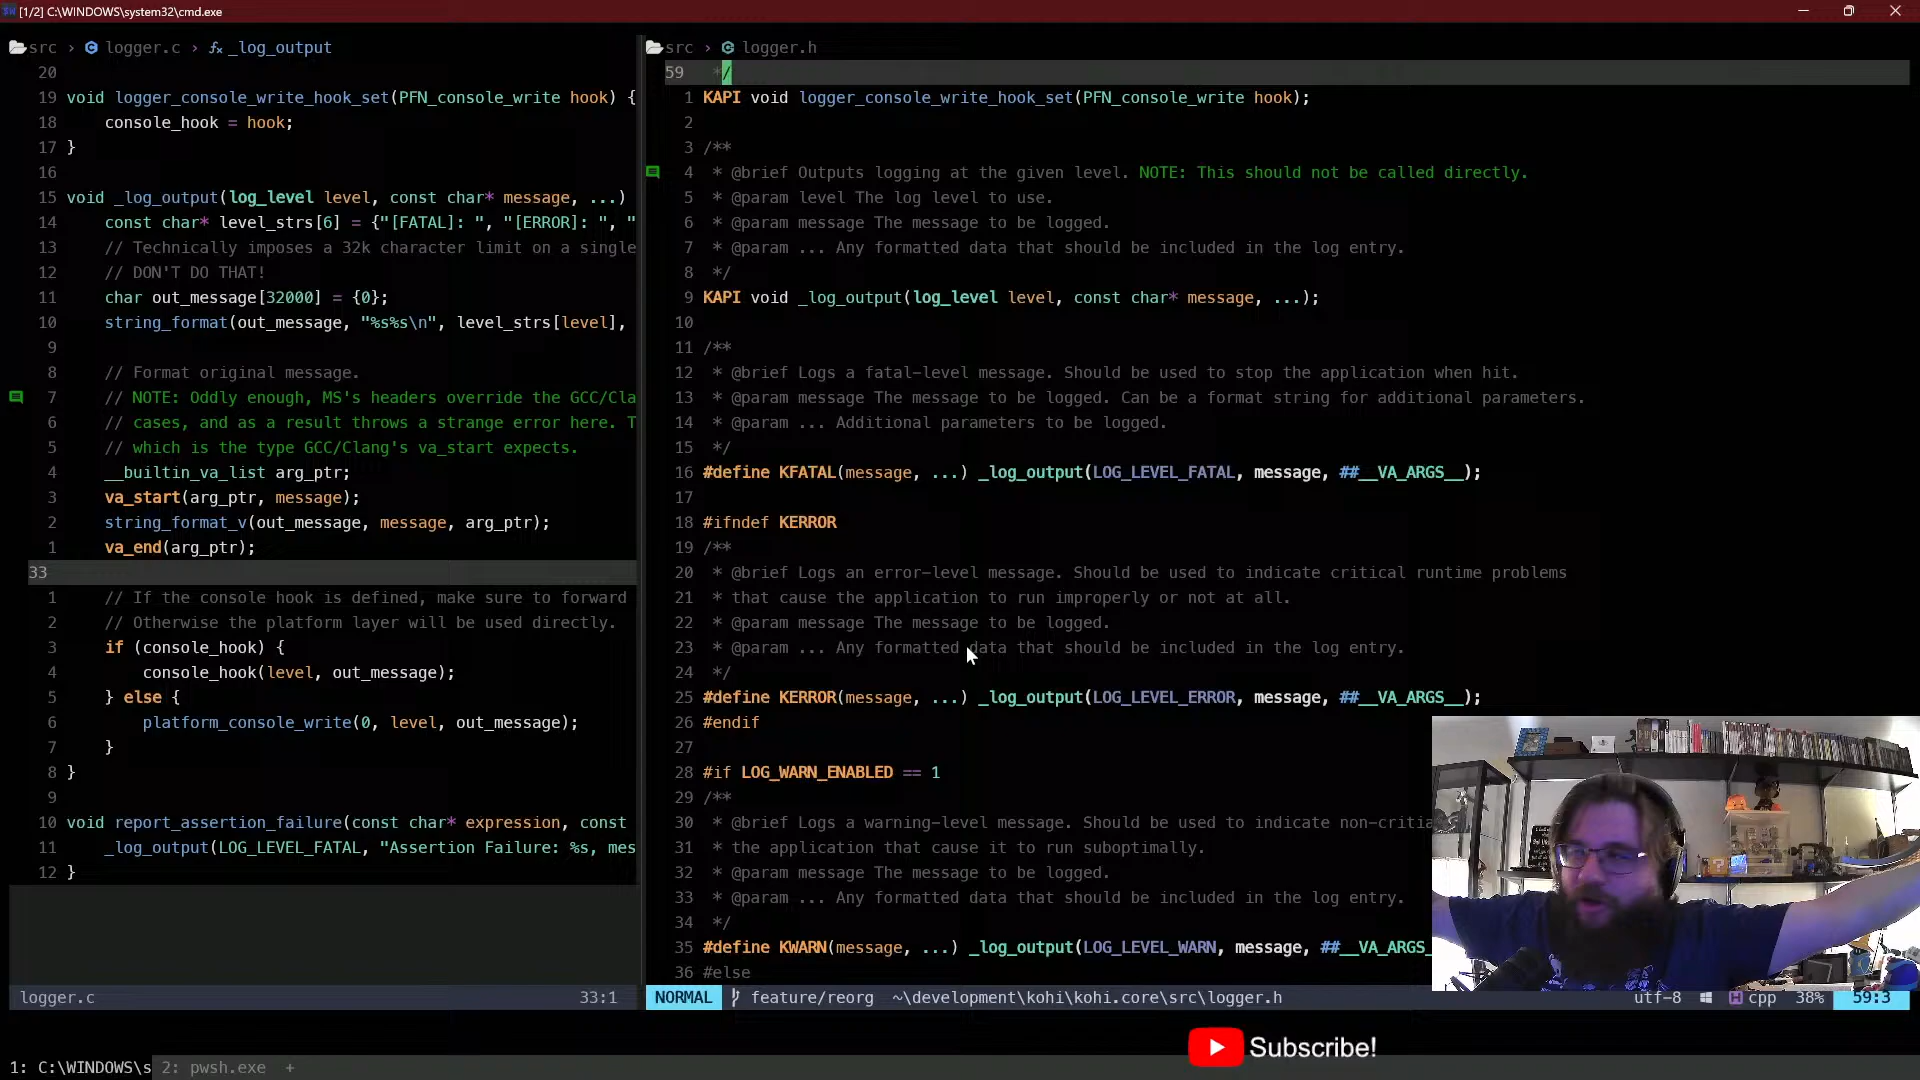 [1/2] C:\WINDOWS\system32\cmd.exe
src › logger.c › _log_output
20
19 void logger_console_write_hook_set(PFN_console_write hook) {
18 console_hook = hook;
17 }
16
15 void _log_output(log_level level, const char* message, ...)
14 const char* level_strs[6] = {"[FATAL]: ", "[ERROR]: ", "
13 // Technically imposes a 32k character limit on a single
12 // DON'T DO THAT!
11 char out_message[32000] = {0};
10 string_format(out_message, "%s%s\n", level_strs[level],
9
8 // Format original message.
7 // NOTE: Oddly enough, MS's headers override the GCC/Cla
6 // cases, and as a result throws a strange error here. T
5 // which is the type GCC/Clang's va_start expects.
4 __builtin_va_list arg_ptr;
3 va_start(arg_ptr, message);
2 string_format_v(out_message, message, arg_ptr);
1 va_end(arg_ptr);
33
1 // If the console hook is defined, make sure to forward
2 // Otherwise the platform layer will be used directly.
3 if (console_hook) {
4 console_hook(level, out_message);
5 } else {
6 platform_console_write(0, level, out_message);
7 }
8 }
9
10 void report_assertion_failure(const char* expression, const
11 _log_output(LOG_LEVEL_FATAL, "Assertion Failure: %s, mes
12 }
logger.c 33:1
src › logger.h
59 */
1 KAPI void logger_console_write_hook_set(PFN_console_write hook);
2
3 /**
4 * @brief Outputs logging at the given level. NOTE: This should not be called directly.
5 * @param level The log level to use.
6 * @param message The message to be logged.
7 * @param ... Any formatted data that should be included in the log entry.
8 */
9 KAPI void _log_output(log_level level, const char* message, ...);
10
11 /**
12 * @brief Logs a fatal-level message. Should be used to stop the application when hit.
13 * @param message The message to be logged. Can be a format string for additional parameters.
14 * @param ... Additional parameters to be logged.
15 */
16 #define KFATAL(message, ...) _log_output(LOG_LEVEL_FATAL, message, ##__VA_ARGS__);
17
18 #ifndef KERROR
19 /**
20 * @brief Logs an error-level message. Should be used to indicate critical runtime problems
21 * that cause the application to run improperly or not at all.
22 * @param message The message to be logged.
23 * @param ... Any formatted data that should be included in the log entry.
24 */
25 #define KERROR(message, ...) _log_output(LOG_LEVEL_ERROR, message, ##__VA_ARGS__);
26 #endif
27
28 #if LOG_WARN_ENABLED == 1
29 /**
30 * @brief Logs a warning-level message. Should be used to indicate non-critia
31 * the application that cause it to run suboptimally.
32 * @param message The message to be logged.
33 * @param ... Any formatted data that should be included in the log entry.
34 */
35 #define KWARN(message, ...) _log_output(LOG_LEVEL_WARN, message, ##__VA_ARGS_
36 #else
NORMAL feature/reorg ~\development\kohi\kohi.core\src\logger.h utf-8 cpp 38% 59:3
Subscribe!
1: C:\WINDOWS\s 2: pwsh.exe +